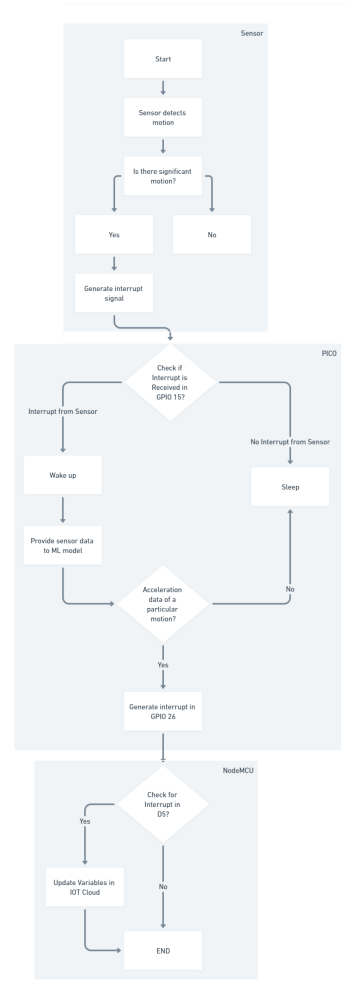 Sensor
Start
Sensor detects
motion
Is there significant
motion?
Yes
No
Generate interrupt
signal
PICO
Check if
Interrupt is
Received in
GPIO 15?
Interrupt from Sensor
No Interrupt from Sensor
Wake up
Sleep
Provide sensor data
to ML model
Acceleration
data of a
particular
motion?
No
Yes
Generate interrupt in
GPIO 26
NodeMCU
Check for
Interrupt in
D5?
Yes
Update Variables in
IOT Cloud
No
END